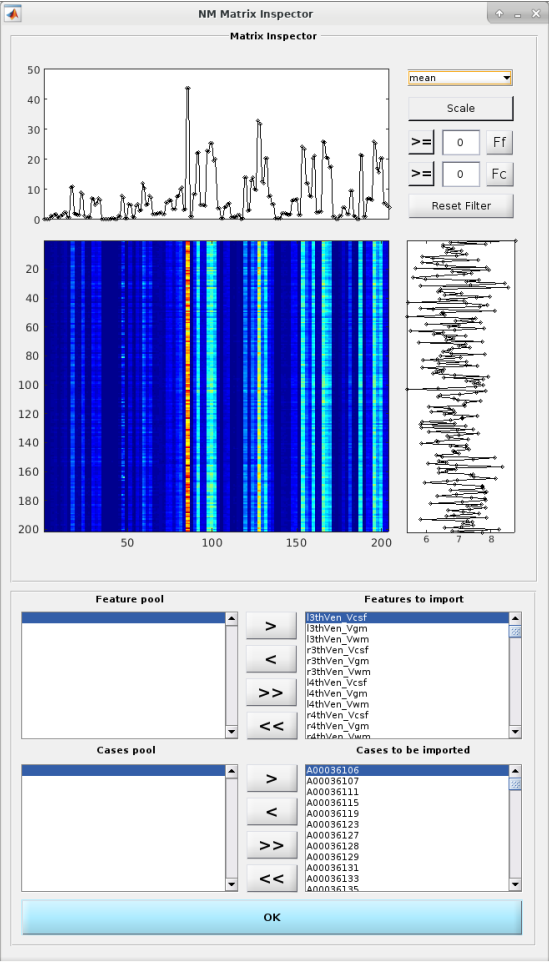 NM Matrix Inspector
Matrix Inspector
50
40
30
20
10
0
mean
Scale
>= 0 Ff
>= 0 Fc
Reset Filter
20
40
60
80
100
120
140
160
180
200
50 100 150 200
6 7 8
Feature pool
Features to import
>
<
>>
<<
l3thVen_Vcsf
l3thVen_Vgm
l3thVen_Vwm
r3thVen_Vcsf
r3thVen_Vgm
r3thVen_Vwm
l4thVen_Vcsf
l4thVen_Vgm
l4thVen_Vwm
r4thVen_Vcsf
r4thVen_Vgm
r4thVen_Vwm
Cases pool
Cases to be imported
>
<
>>
<<
A00036106
A00036107
A00036111
A00036115
A00036119
A00036123
A00036127
A00036128
A00036129
A00036131
A00036133
A00036135
OK